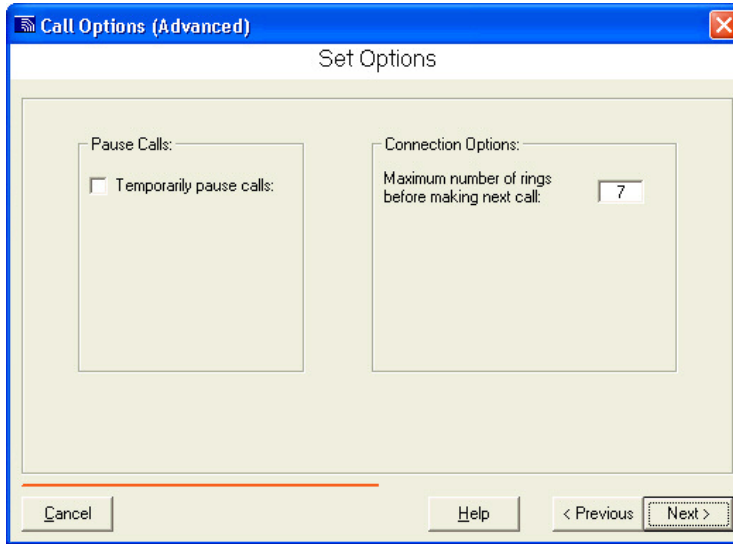 Call Options (Advanced)
Set Options
Pause Calls:
Temporarily pause calls:
Connection Options:
Maximum number of rings
before making next call:
7
Cancel
Help
< Previous
Next >